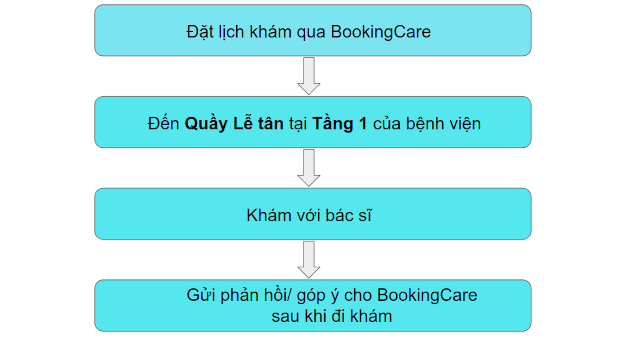 Đặt lịch khám qua BookingCare
Đến Quầy Lễ tân tại Tầng 1 của bệnh viện
Khám với bác sĩ
Gửi phản hồi/ góp ý cho BookingCare
sau khi đi khám